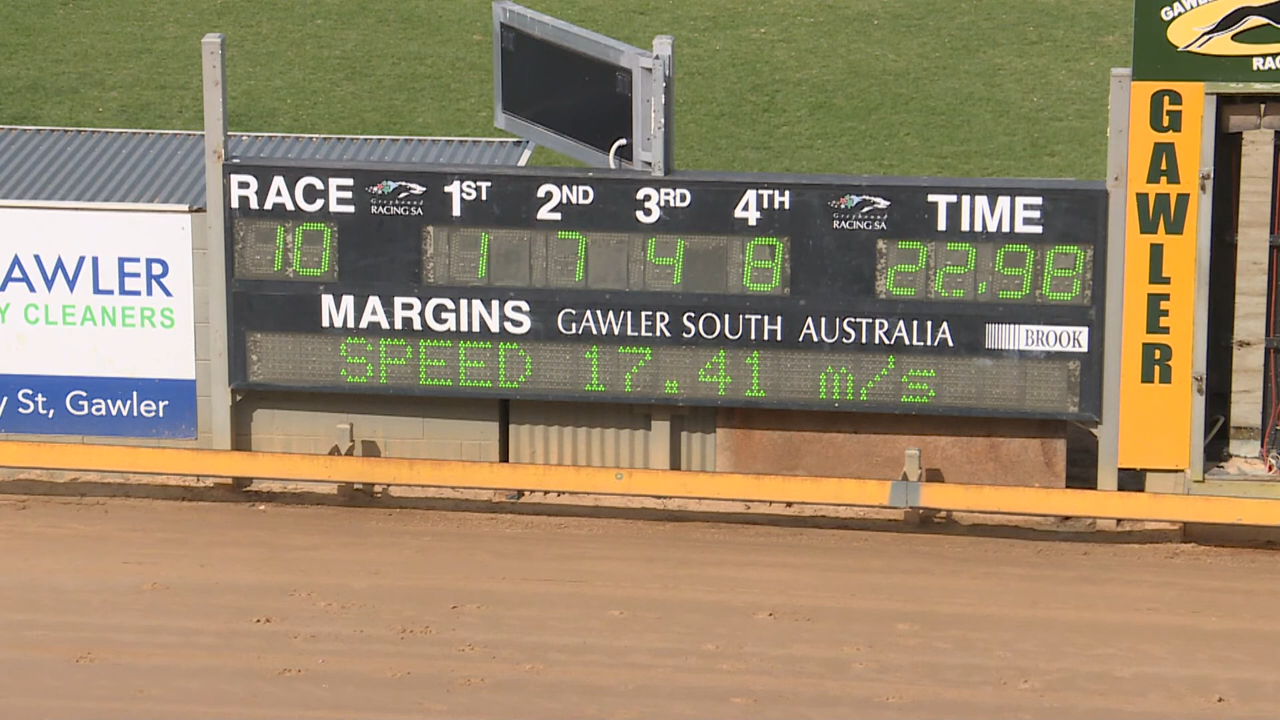 GAWLER
RACING
RACE
Greyhound
RACING SA
1ST
2ND
3RD
4TH
Greyhound
RACING SA
TIME
10
1
7
4
8
22.98
MARGINS
GAWLER SOUTH AUSTRALIA
BROOK
SPEED 17.41 m/s
GAWLER
AWLER
Y CLEANERS
y St, Gawler